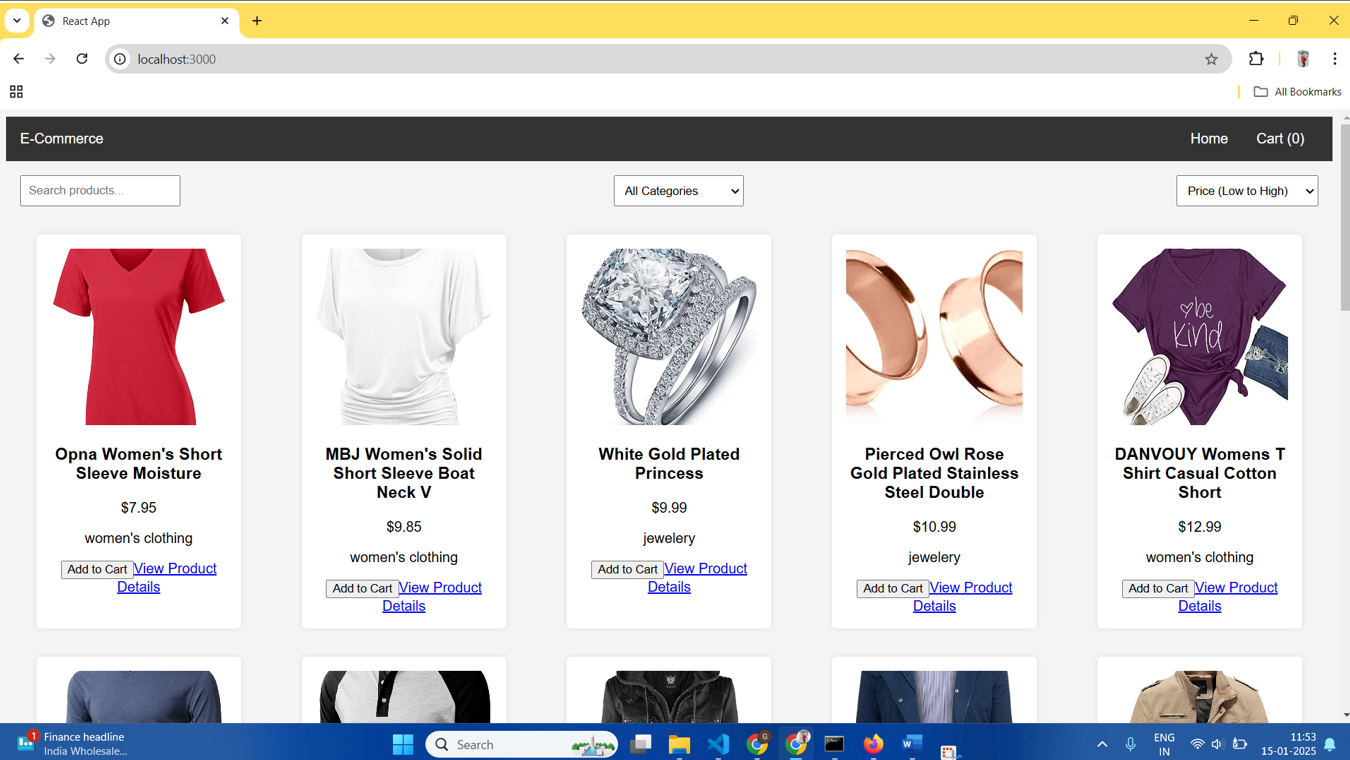 React App
localhost:3000
All Bookmarks
E-Commerce
Home
Cart (0)
Search products...
All Categories
Price (Low to High)
be
kind
Opna Women's Short
Sleeve Moisture
$7.95
women's clothing
Add to Cart View Product
Details
MBJ Women's Solid
Short Sleeve Boat
Neck V
$9.85
women's clothing
Add to Cart View Product
Details
White Gold Plated
Princess
$9.99
jewelery
Add to Cart View Product
Details
Pierced Owl Rose
Gold Plated Stainless
Steel Double
$10.99
jewelery
Add to Cart View Product
Details
DANVOUY Womens T
Shirt Casual Cotton
Short
$12.99
women's clothing
Add to Cart View Product
Details
1
Finance headline
India Wholesale...
Search
G
W
ENG
IN
11:53
15-01-2025